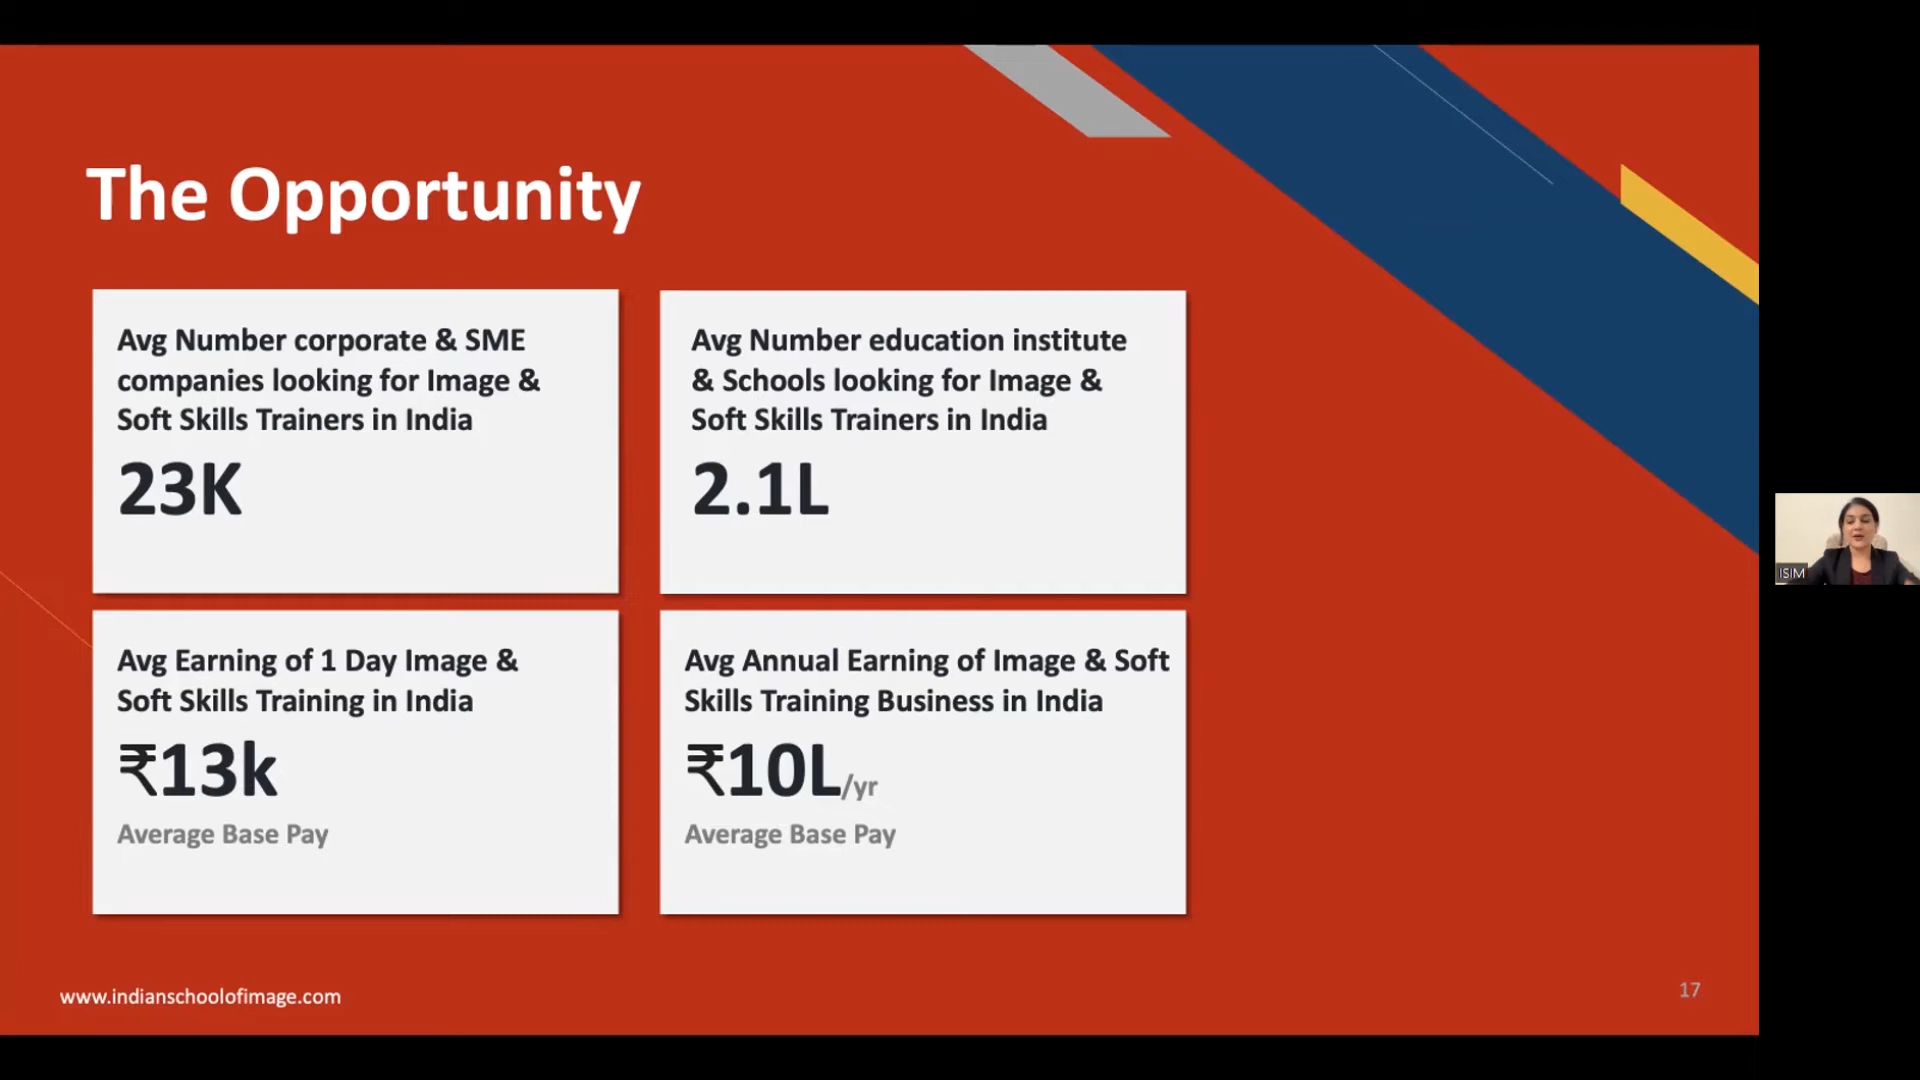 The Opportunity
Avg Number corporate & SME
companies looking for Image &
Soft Skills Trainers in India
23K
Avg Number education institute
& Schools looking for Image &
Soft Skills Trainers in India
2.1L
Avg Earning of 1 Day Image &
Soft Skills Training in India
₹13k
Average Base Pay
Avg Annual Earning of Image & Soft
Skills Training Business in India
₹10L/yr
Average Base Pay
www.indianschoolofimage.com
17
ISIM